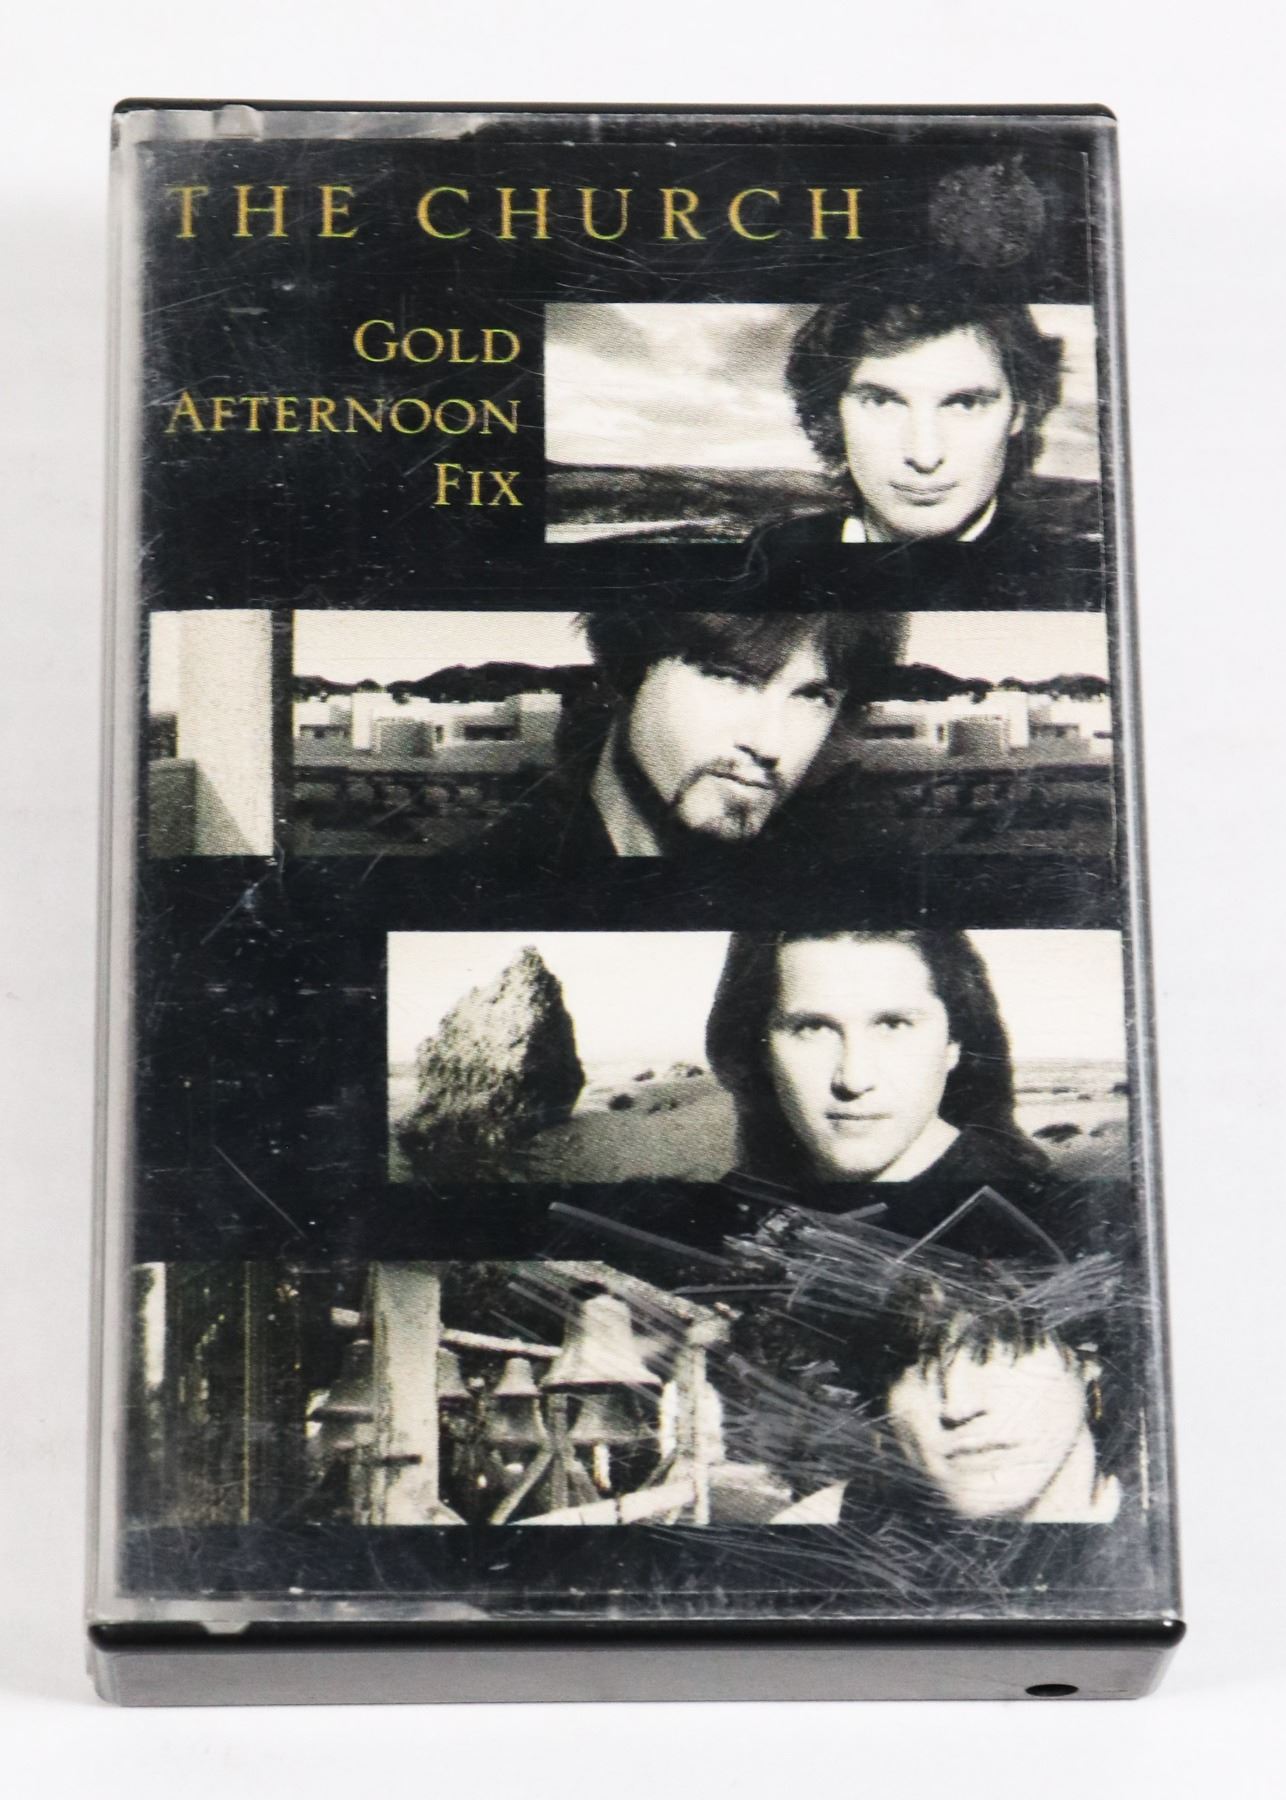 THE CHURCH
GOLD
AFTERNOON
FIX